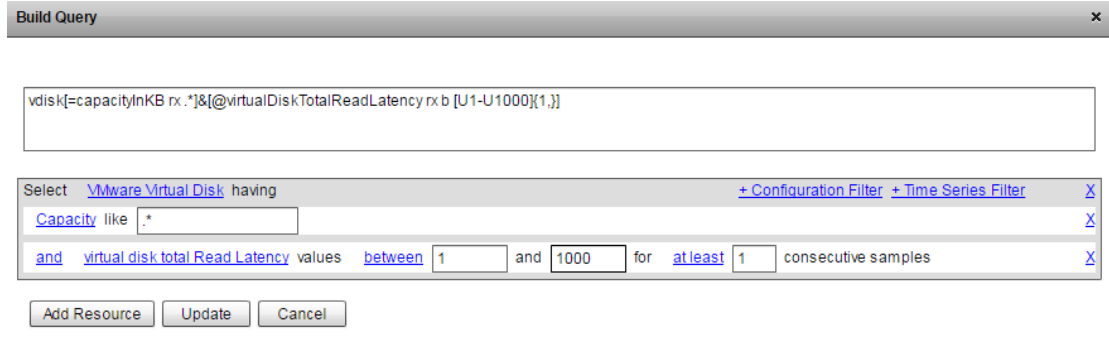 Build Query x
vdisk[=capacityInKB rx .*]&[@virtualDiskTotalReadLatency rx b [U1-U1000]{1,}]
Select VMware Virtual Disk having + Configuration Filter + Time Series Filter X
Capacity like .* X
and virtual disk total Read Latency values between 1 and 1000 for at least 1 consecutive samples X
Add Resource Update Cancel